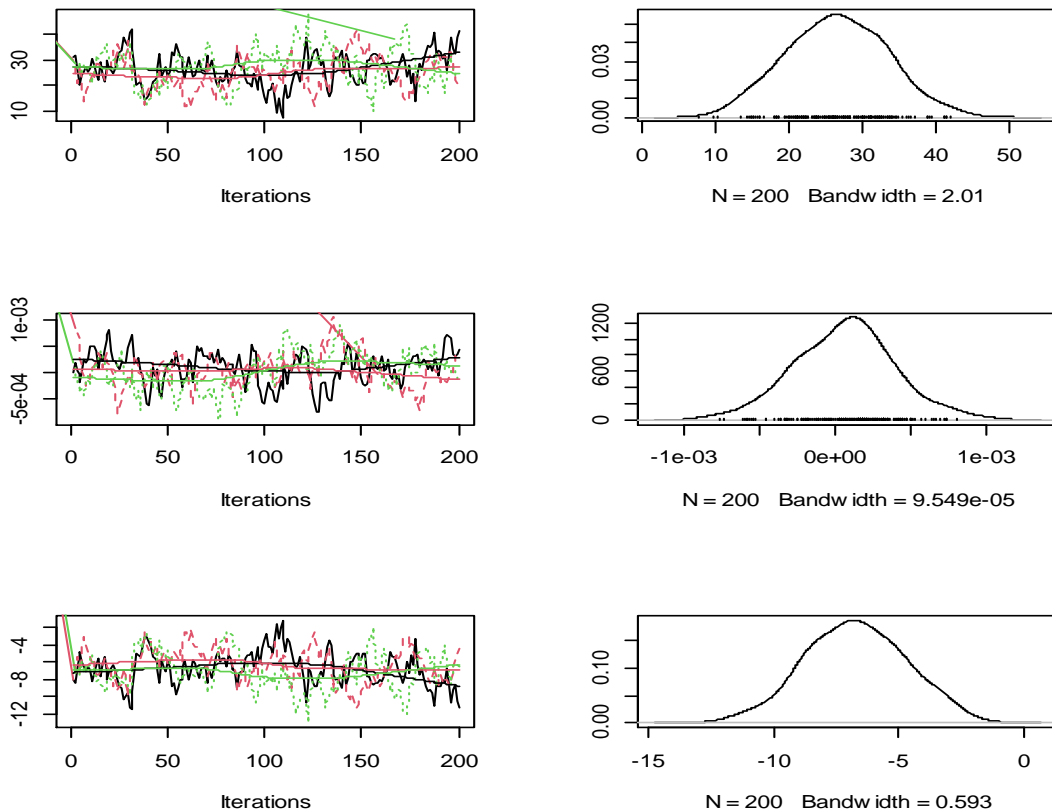 10 30
0 50 100 150 200
Iterations
0.00 0.03
0 10 20 30 40 50
N = 200 Bandw idth = 2.01
-5e-04 1e-03
0 50 100 150 200
Iterations
0 600 1200
-1e-03 0e+00 1e-03
N = 200 Bandw idth = 9.549e-05
-12 -8 -4
0 50 100 150 200
Iterations
0.00 0.10
-15 -10 -5 0
N = 200 Bandw idth = 0.593